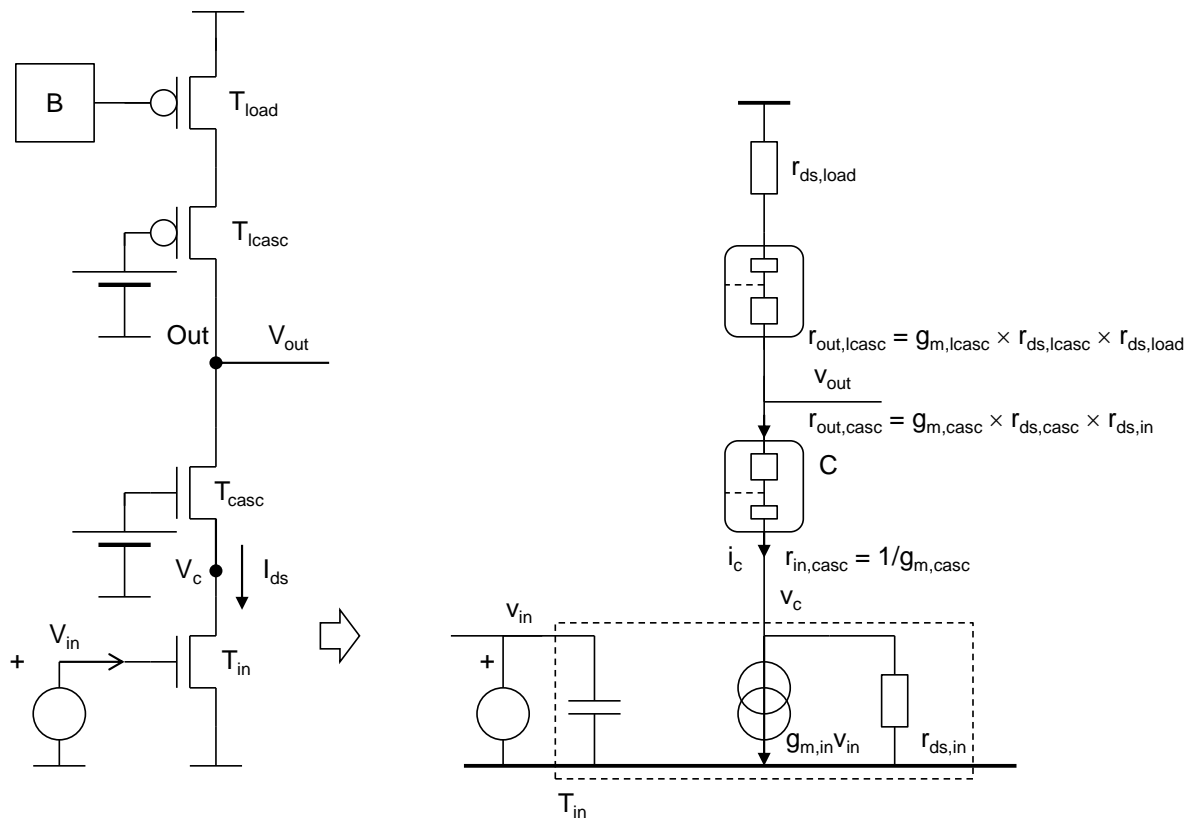 B
T_load
T_lcasc
Out
V_out
T_casc
V_c
I_ds
V_in
+
T_in
r_ds,load
r_out,lcasc = g_m,lcasc × r_ds,lcasc × r_ds,load
v_out
r_out,casc = g_m,casc × r_ds,casc × r_ds,in
C
i_c
r_in,casc = 1/g_m,casc
v_c
v_in
+
g_m,in v_in
r_ds,in
T_in